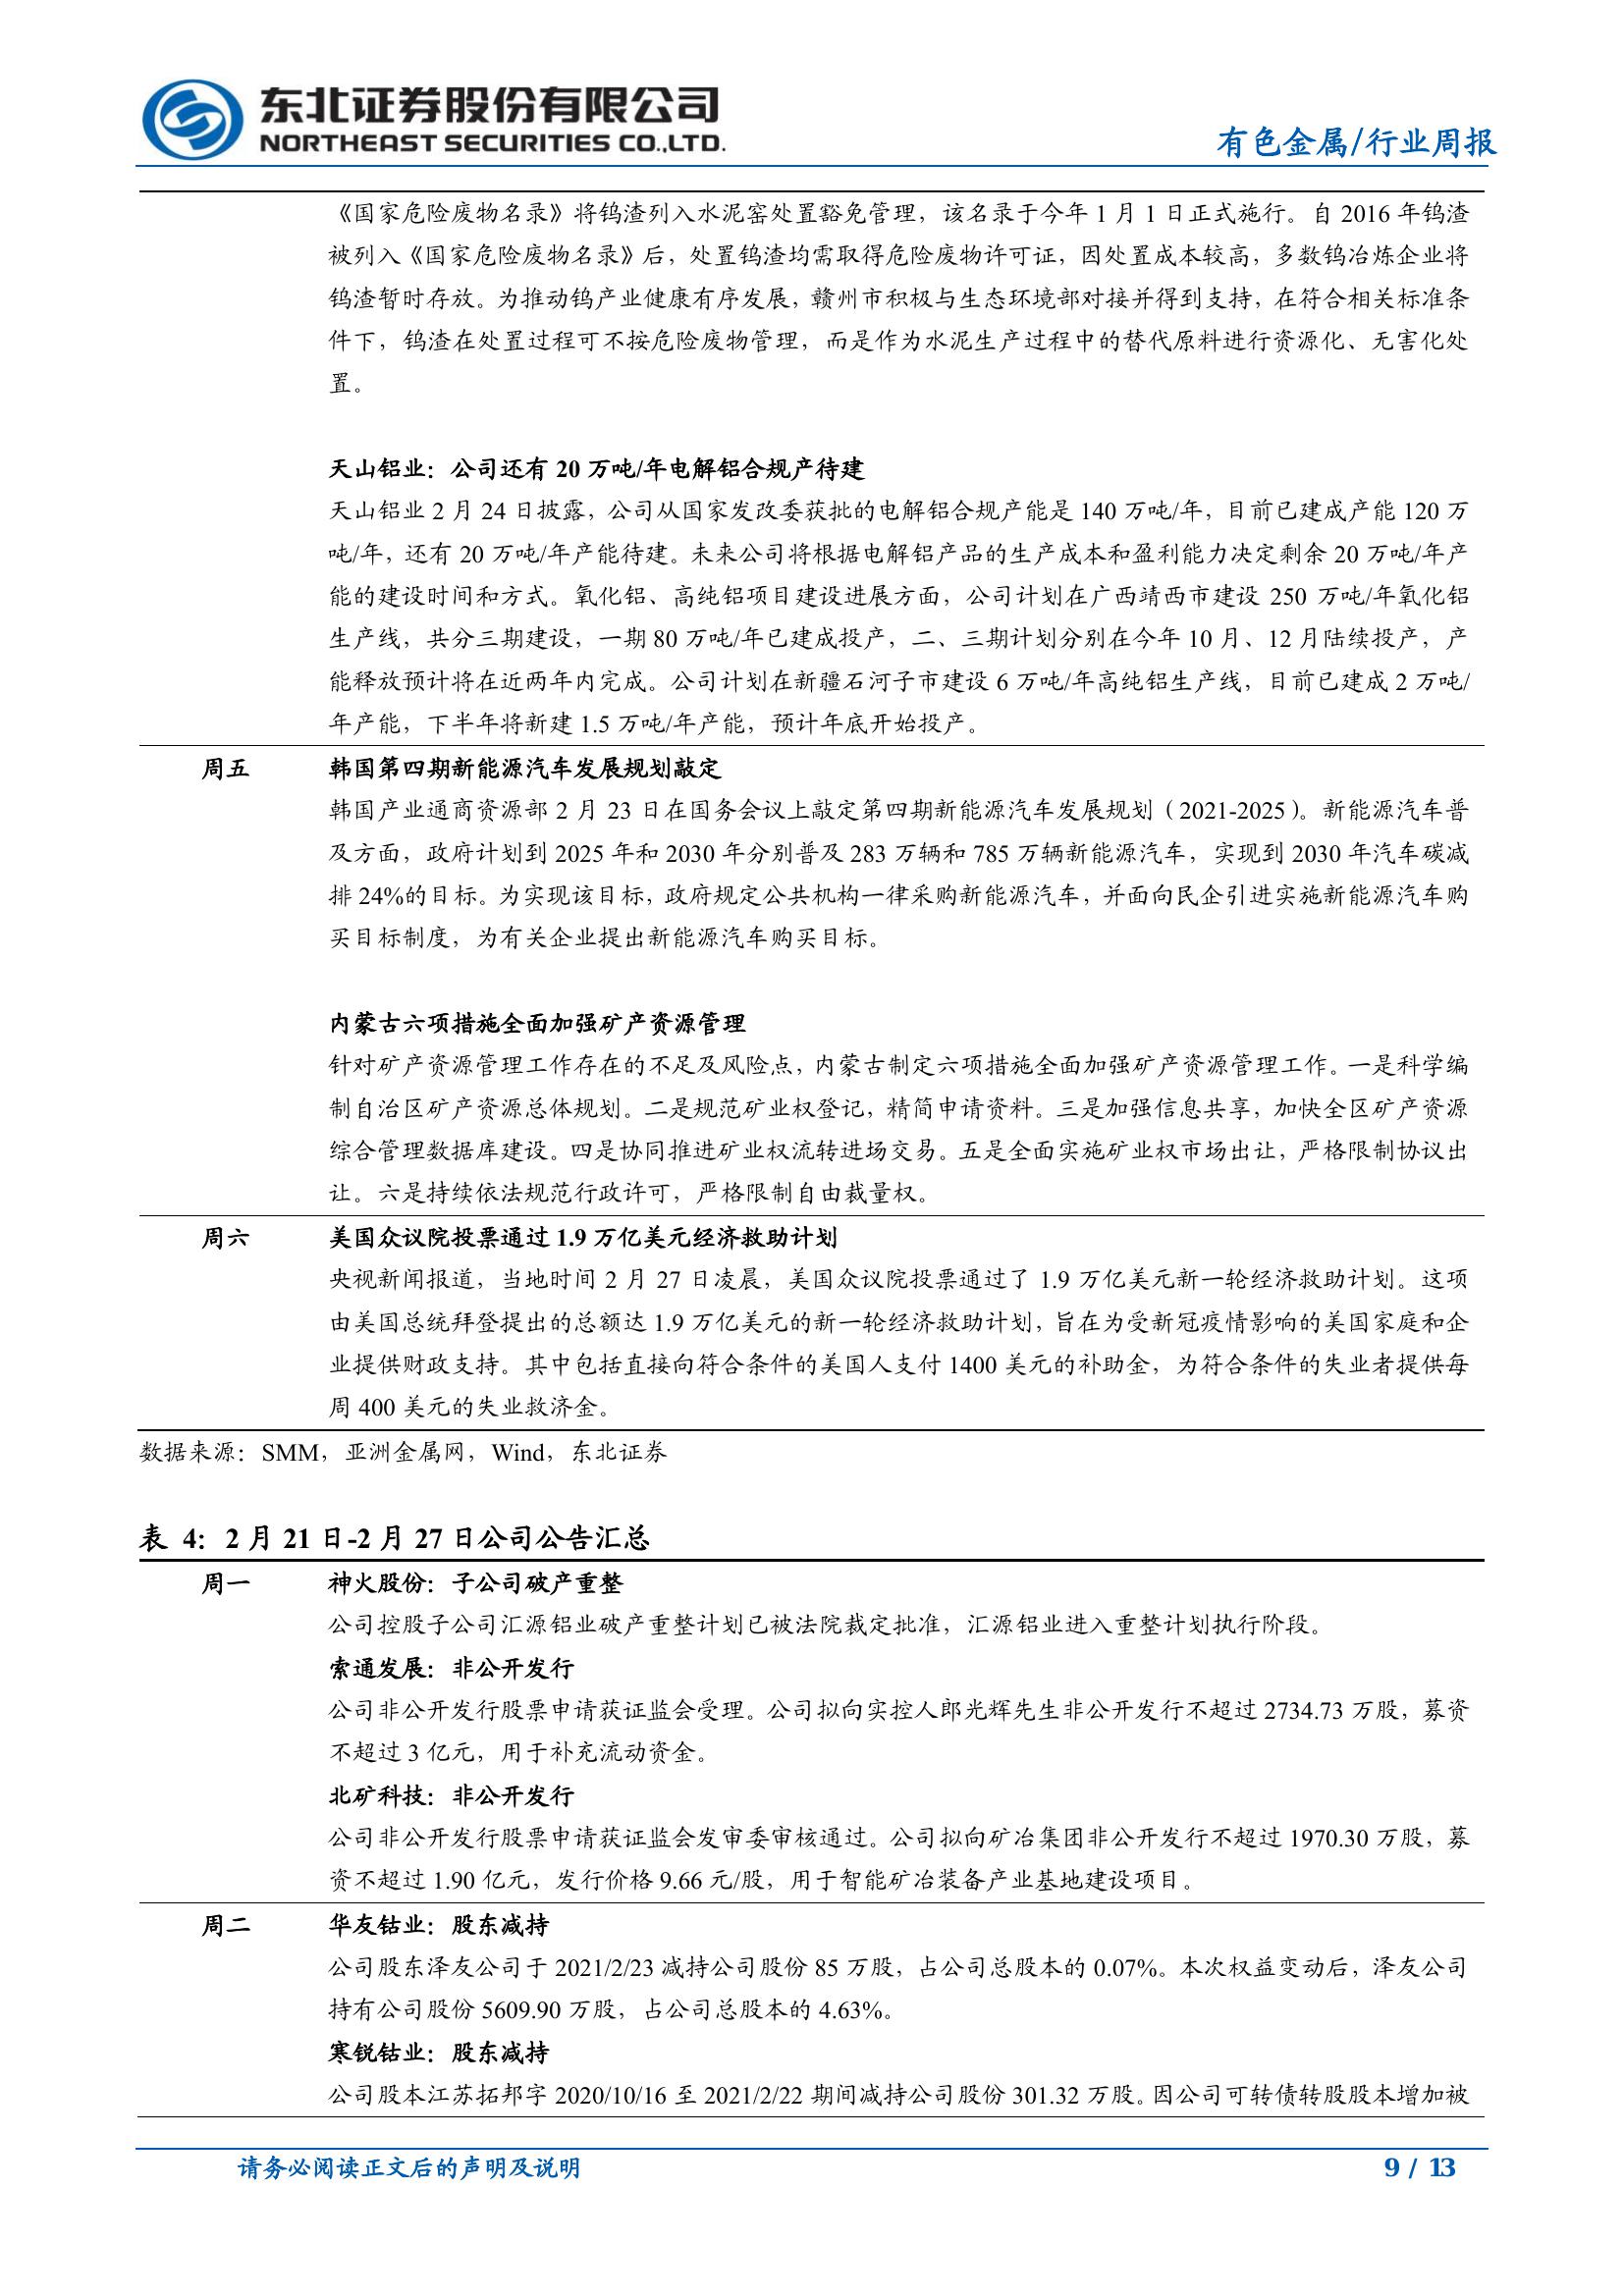 东北证券股份有限公司
NORTHEAST SECURITIES CO.,LTD.
有色金属/行业周报
《国家危险废物名录》将钨渣列入水泥窑处置豁免管理，该名录于今年 1 月 1 日正式施行。自 2016 年钨渣
被列入《国家危险废物名录》后，处置钨渣均需取得危险废物许可证，因处置成本较高，多数钨冶炼企业将
钨渣暂时存放。为推动钨产业健康有序发展，赣州市积极与生态环境部对接并得到支持，在符合相关标准条
件下，钨渣在处置过程可不按危险废物管理，而是作为水泥生产过程中的替代原料进行资源化、无害化处
置。
天山铝业：公司还有 20 万吨/年电解铝合规产待建
天山铝业 2 月 24 日披露，公司从国家发改委获批的电解铝合规产能是 140 万吨/年，目前已建成产能 120 万
吨/年，还有 20 万吨/年产能待建。未来公司将根据电解铝产品的生产成本和盈利能力决定剩余 20 万吨/年产
能的建设时间和方式。氧化铝、高纯铝项目建设进展方面，公司计划在广西靖西市建设 250 万吨/年氧化铝
生产线，共分三期建设，一期 80 万吨/年已建成投产，二、三期计划分别在今年 10 月、12 月陆续投产，产
能释放预计将在近两年内完成。公司计划在新疆石河子市建设 6 万吨/年高纯铝生产线，目前已建成 2 万吨/
年产能，下半年将新建 1.5 万吨/年产能，预计年底开始投产。
周五 韩国第四期新能源汽车发展规划敲定
韩国产业通商资源部 2 月 23 日在国务会议上敲定第四期新能源汽车发展规划（2021-2025）。新能源汽车普
及方面，政府计划到 2025 年和 2030 年分别普及 283 万辆和 785 万辆新能源汽车，实现到 2030 年汽车碳减
排 24%的目标。为实现该目标，政府规定公共机构一律采购新能源汽车，并面向民企引进实施新能源汽车购
买目标制度，为有关企业提出新能源汽车购买目标。
内蒙古六项措施全面加强矿产资源管理
针对矿产资源管理工作存在的不足及风险点，内蒙古制定六项措施全面加强矿产资源管理工作。一是科学编
制自治区矿产资源总体规划。二是规范矿业权登记，精简申请资料。三是加强信息共享，加快全区矿产资源
综合管理数据库建设。四是协同推进矿业权流转进场交易。五是全面实施矿业权市场出让，严格限制协议出
让。六是持续依法规范行政许可，严格限制自由裁量权。
周六 美国众议院投票通过 1.9 万亿美元经济救助计划
央视新闻报道，当地时间 2 月 27 日凌晨，美国众议院投票通过了 1.9 万亿美元新一轮经济救助计划。这项
由美国总统拜登提出的总额达 1.9 万亿美元的新一轮经济救助计划，旨在为受新冠疫情影响的美国家庭和企
业提供财政支持。其中包括直接向符合条件的美国人支付 1400 美元的补助金，为符合条件的失业者提供每
周 400 美元的失业救济金。
数据来源：SMM，亚洲金属网，Wind，东北证券
表 4：2 月 21 日-2 月 27 日公司公告汇总
周一 神火股份：子公司破产重整
公司控股子公司汇源铝业破产重整计划已被法院裁定批准，汇源铝业进入重整计划执行阶段。
索通发展：非公开发行
公司非公开发行股票申请获证监会受理。公司拟向实控人郎光辉先生非公开发行不超过 2734.73 万股，募资
不超过 3 亿元，用于补充流动资金。
北矿科技：非公开发行
公司非公开发行股票申请获证监会发审委审核通过。公司拟向矿冶集团非公开发行不超过 1970.30 万股，募
资不超过 1.90 亿元，发行价格 9.66 元/股，用于智能矿冶装备产业基地建设项目。
周二 华友钴业：股东减持
公司股东泽友公司于 2021/2/23 减持公司股份 85 万股，占公司总股本的 0.07%。本次权益变动后，泽友公司
持有公司股份 5609.90 万股，占公司总股本的 4.63%。
寒锐钴业：股东减持
公司股本江苏拓邦字 2020/10/16 至 2021/2/22 期间减持公司股份 301.32 万股。因公司可转债转股股本增加被
请务必阅读正文后的声明及说明
9 / 13